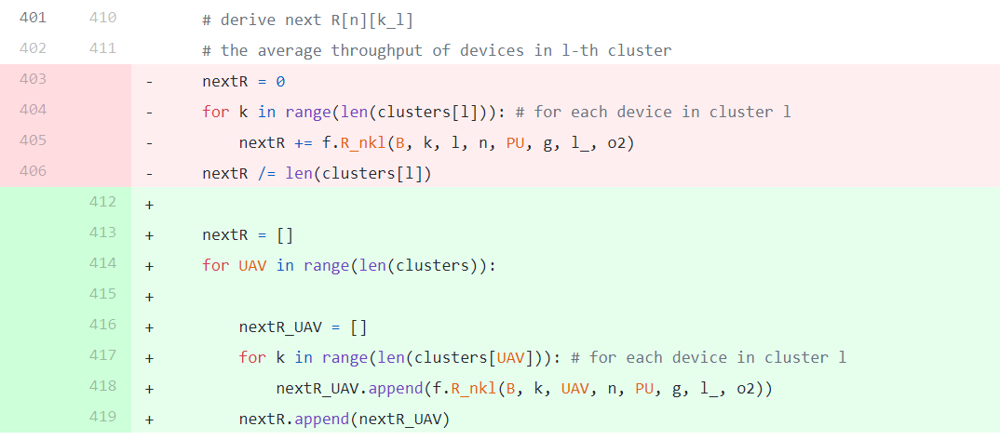 401 410 # derive next R[n][k_l]
402 411 # the average throughput of devices in l-th cluster
403 - nextR = 0
404 - for k in range(len(clusters[l])): # for each device in cluster l
405 - nextR += f.R_nkl(B, k, l, n, PU, g, l_, o2)
406 - nextR /= len(clusters[l])
412 +
413 + nextR = []
414 + for UAV in range(len(clusters)):
415 +
416 + nextR_UAV = []
417 + for k in range(len(clusters[UAV])): # for each device in cluster l
418 + nextR_UAV.append(f.R_nkl(B, k, UAV, n, PU, g, l_, o2))
419 + nextR.append(nextR_UAV)